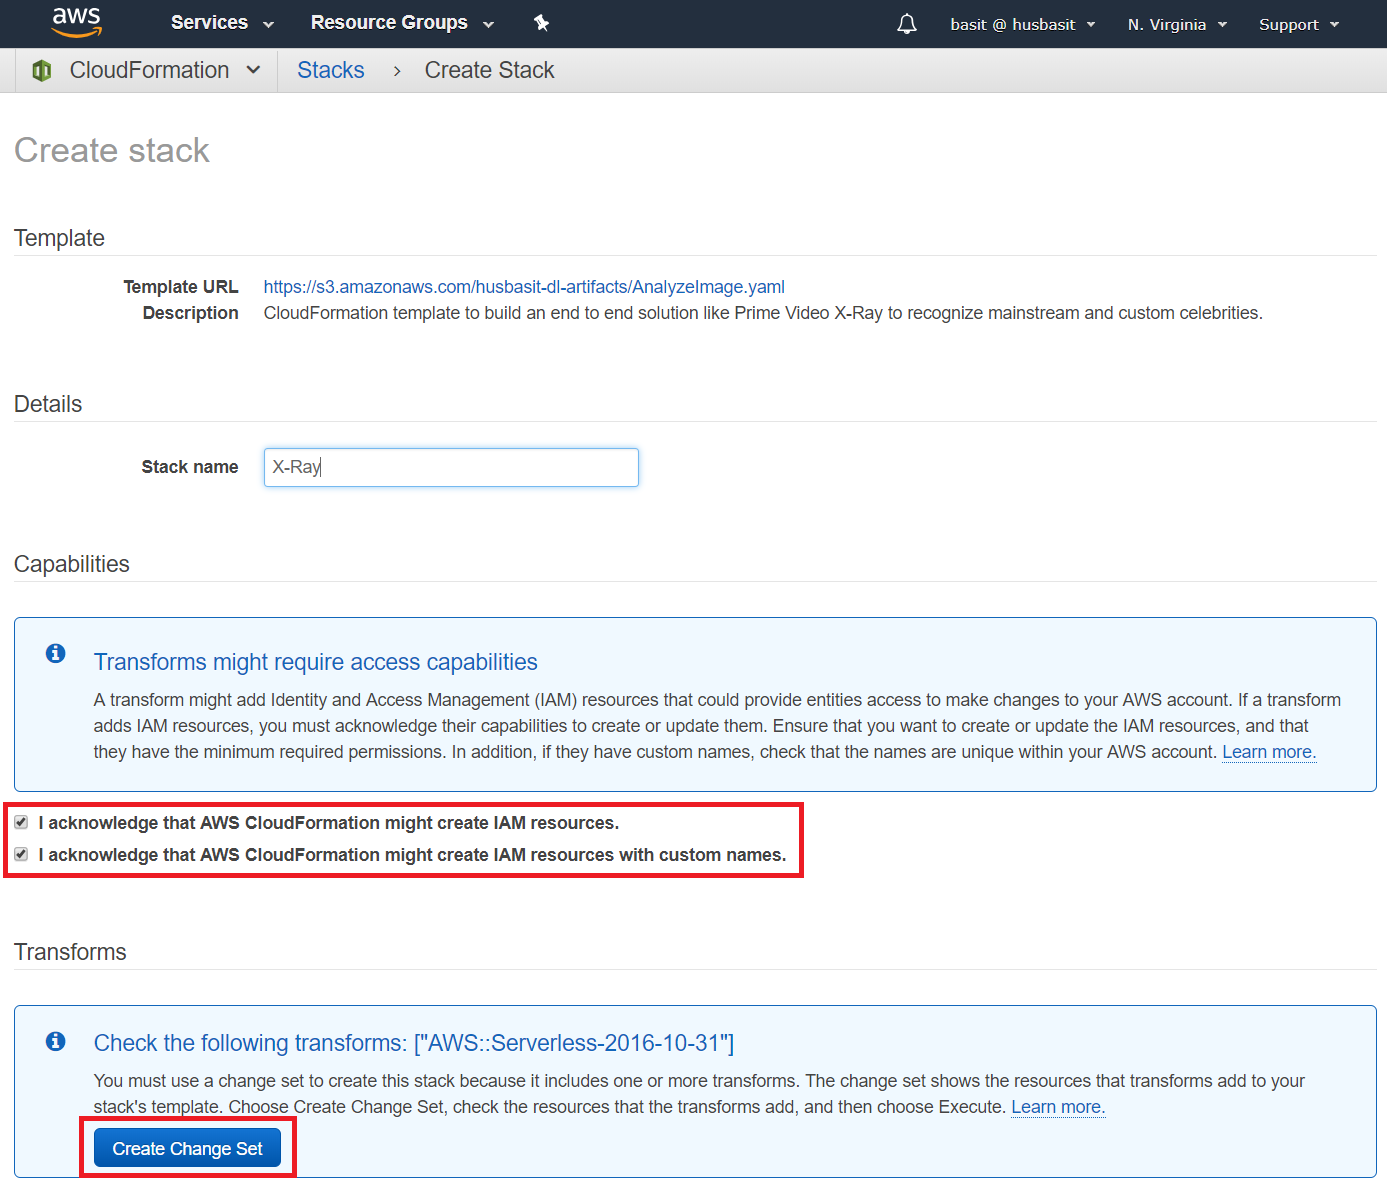 aws Services Resource Groups basit @ husbasit N. Virginia Support
CloudFormation Stacks > Create Stack
Create stack
Template
Template URL https://s3.amazonaws.com/husbasit-dl-artifacts/AnalyzeImage.yaml
Description CloudFormation template to build an end to end solution like Prime Video X-Ray to recognize mainstream and custom celebrities.
Details
Stack name X-Ray
Capabilities
Transforms might require access capabilities
A transform might add Identity and Access Management (IAM) resources that could provide entities access to make changes to your AWS account. If a transform
adds IAM resources, you must acknowledge their capabilities to create or update them. Ensure that you want to create or update the IAM resources, and that
they have the minimum required permissions. In addition, if they have custom names, check that the names are unique within your AWS account. Learn more.
I acknowledge that AWS CloudFormation might create IAM resources.
I acknowledge that AWS CloudFormation might create IAM resources with custom names.
Transforms
Check the following transforms: ["AWS::Serverless-2016-10-31"]
You must use a change set to create this stack because it includes one or more transforms. The change set shows the resources that transforms add to your
stack's template. Choose Create Change Set, check the resources that the transforms add, and then choose Execute. Learn more.
Create Change Set